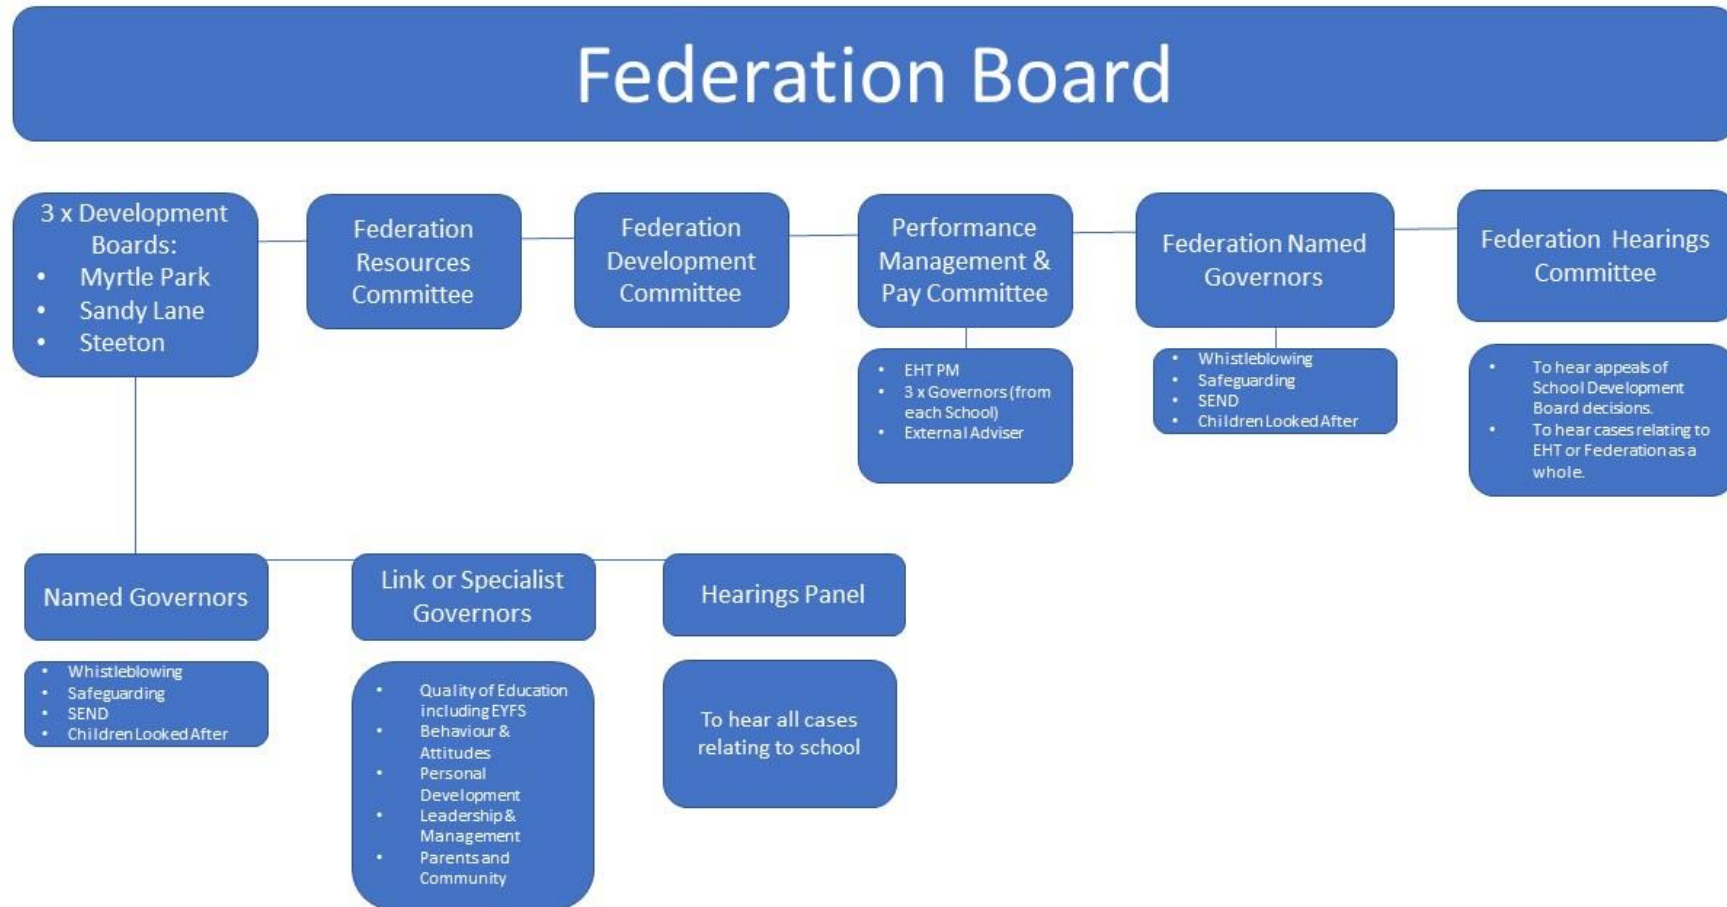 Federation Board
3 x Development
Boards:
• Myrtle Park
• Sandy Lane
• Steeton
Federation
Resources
Committee
Federation
Development
Committee
Performance
Management &
Pay Committee
Federation Named
Governors
Federation Hearings
Committee
• EHT PM
• 3 x Governors (from
each School)
• External Adviser
• Whistleblowing
• Safeguarding
• SEND
• Children Looked After
• To hear appeals of
School Development
Board decisions.
• To hear cases relating to
EHT or Federation as a
whole.
Named Governors
Link or Specialist
Governors
Hearings Panel
• Whistleblowing
• Safeguarding
• SEND
• Children Looked After
• Quality of Education
including EYFS
• Behaviour &
Attitudes
• Personal
Development
• Leadership &
Management
• Parents and
Community
To hear all cases
relating to school